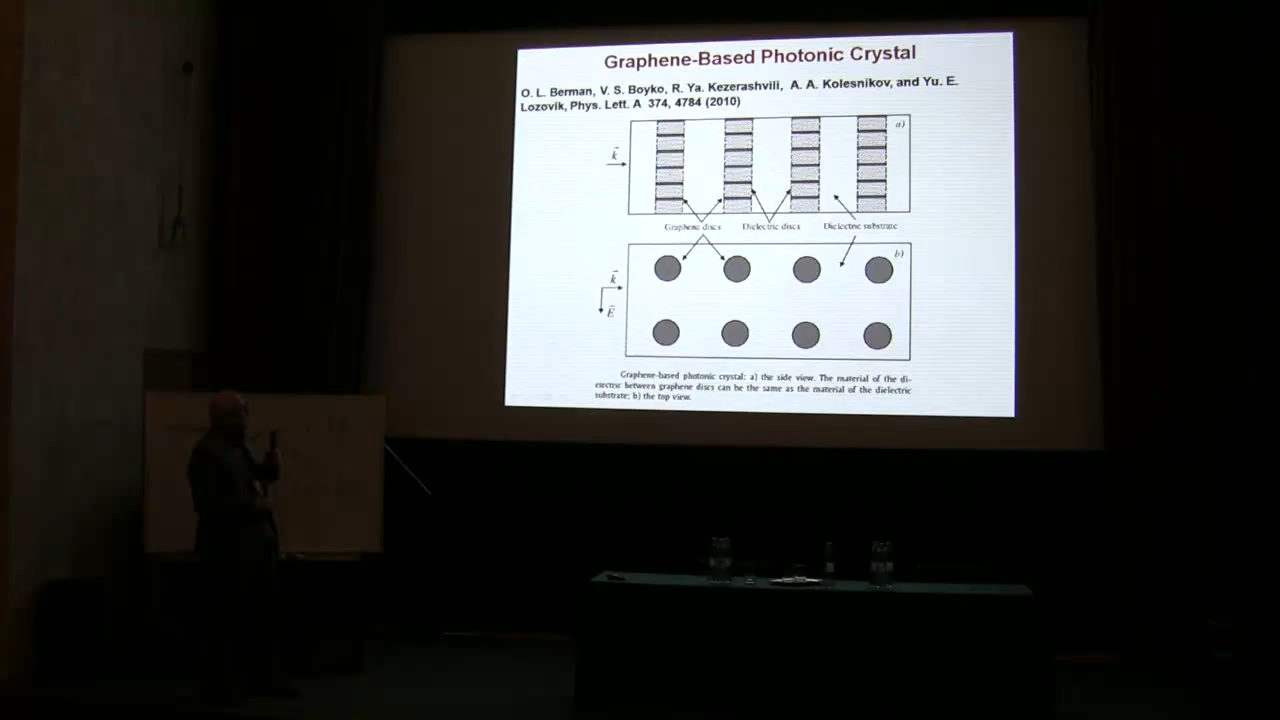 Graphene-Based Photonic Crystal
O. L. Berman, V. S. Boyko, R. Ya. Kezerashvili, A. A. Kolesnikov, and Yu. E.
Lozovik, Phys. Lett. A 374, 4784 (2010)
a)
k
Graphene discs Dielectric discs Dielectric substrate
b)
k
E
Graphene-based photonic crystal: a) the side view. The material of the di-
electric between graphene discs can be the same as the material of the dielectric
substrate; b) the top view.